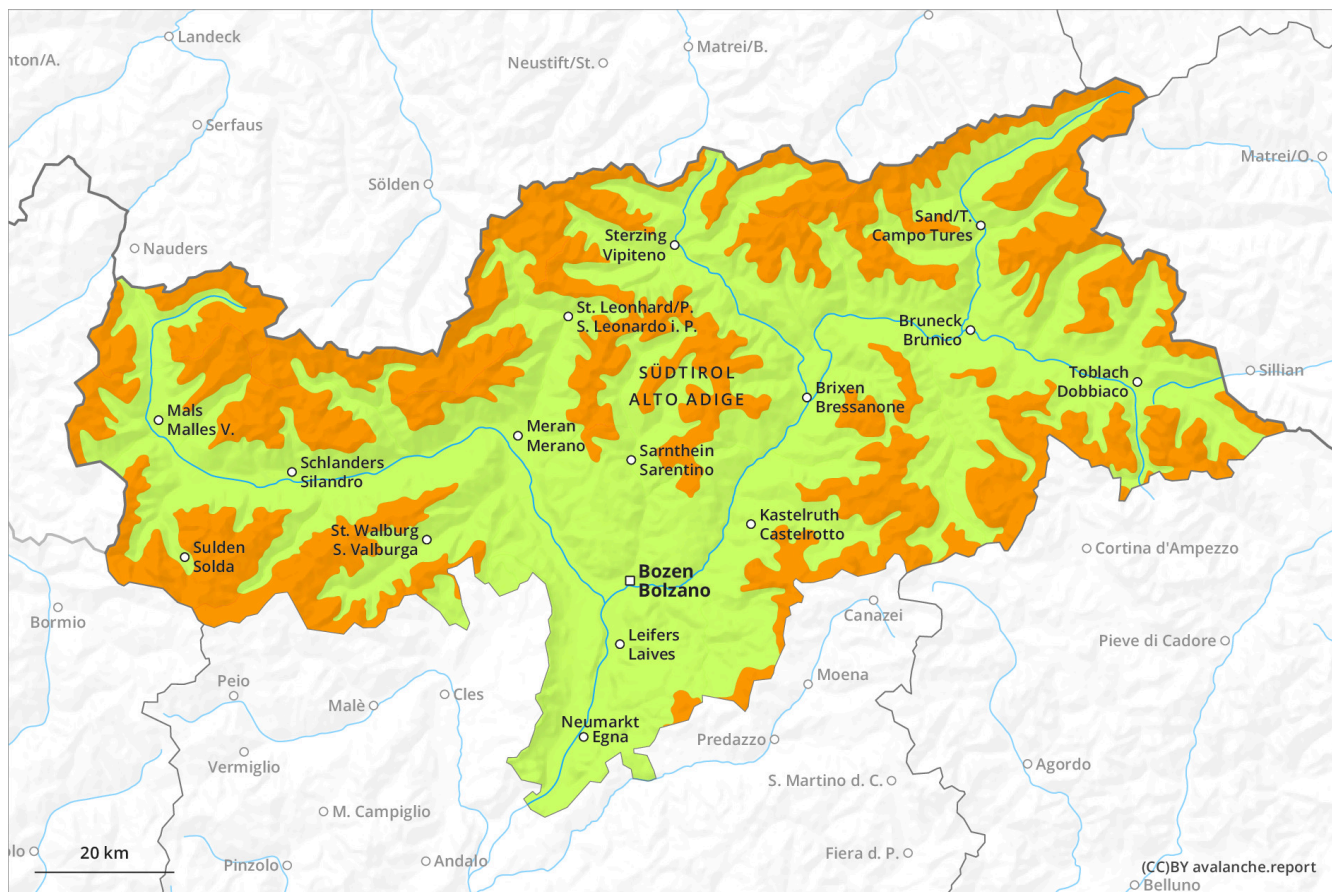 Landeck
Matrei/B.
nton/A.
Neustift/St.
Serfaus
Matrei/O.
Sölden
Sand/T.
Campo Tures
Sterzing
Vipiteno
Nauders
St. Leonhard/P.
S. Leonardo i. P.
Bruneck
Brunico
SÜDTIROL
ALTO ADIGE
Toblach
Dobbiaco
Sillian
Brixen
Bressanone
Mals
Malles V.
Meran
Merano
Sarnthein
Sarentino
Schlanders
Silandro
Kastelruth
Castelrotto
St. Walburg
S. Valburga
Sulden
Solda
Cortina d'Ampezzo
Bozen
Bolzano
Bormio
Canazei
Leifers
Laives
Pieve di Cadore
Peio
Moena
Malè
Cles
Neumarkt
Egna
Predazzo
Vermiglio
Agordo
S. Martino d. C.
M. Campiglio
olo
20 km
Pinzolo
Andalo
Fiera d. P.
(CC)BY avalanche.report
Belluno